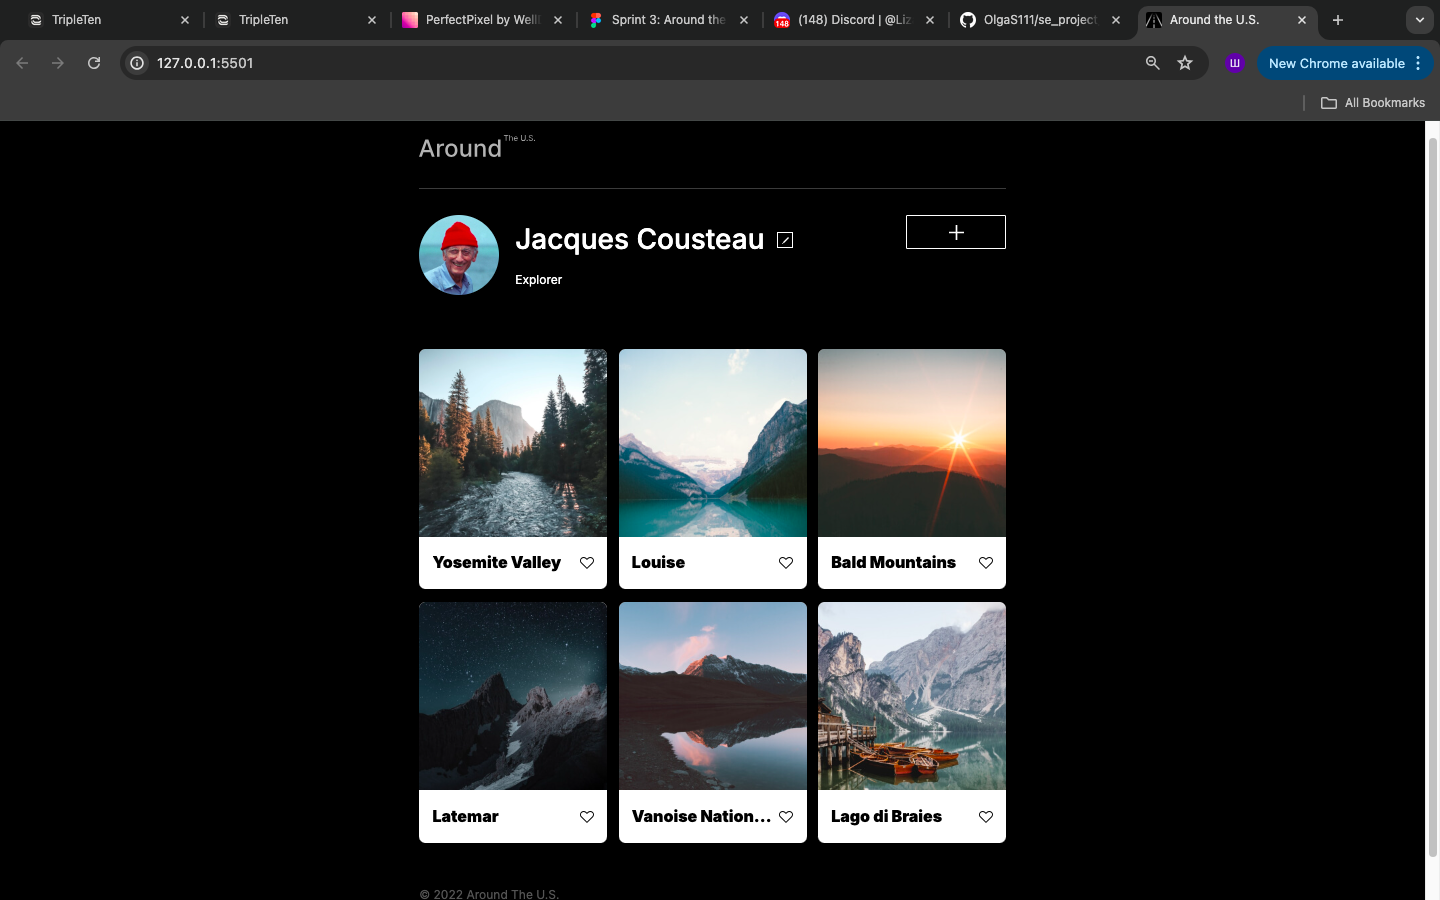 TripleTen
TripleTen
PerfectPixel by Well
Sprint 3: Around the
148
(148) Discord | @Liz
OlgaS111/se_project
Around the U.S.
127.0.0.1:5501
Ш
New Chrome available
All Bookmarks
Around The U.S.
Jacques Cousteau
Explorer
Yosemite Valley
Louise
Bald Mountains
Latemar
Vanoise Nation...
Lago di Braies
© 2022 Around The U.S.